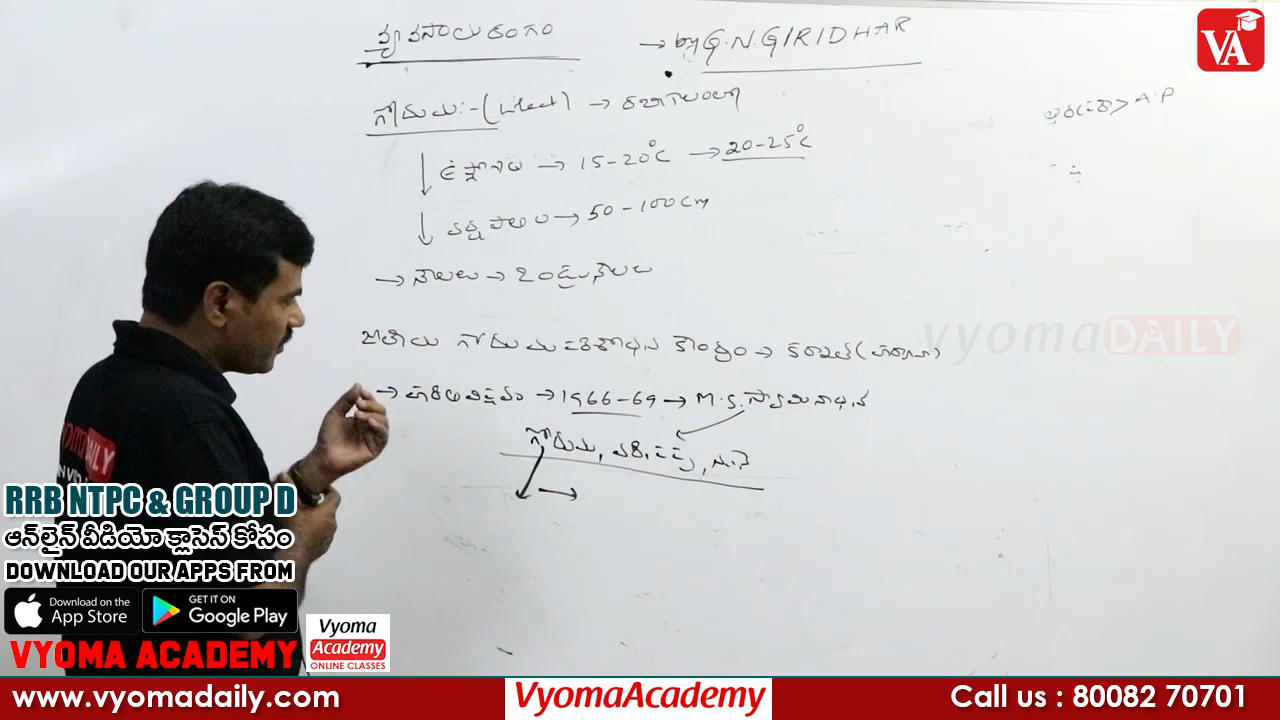 వ్యవసాయరంగం → by G.N. GIRIDHAR
గోధుమ:- (Wheat) →
A.P
↓ ఉష్ణోగ్రత → 15-20°C → 20-25°C
↓ వర్షపాతం → 50-100cm
→ నేలలు → ఒండ్రునేలలు
vyomaDAILY
జాతీయ గోధుమ పరిశోధన కేంద్రం → కర్నాల్ (హర్యానా)
→ హరితవిప్లవం → 1966-69 → M.S. స్వామినాథన్
గోధుమ, వరి,
VA
RRB NTPC & GROUP D
ఆన్‌లైన్ వీడియో క్లాసెస్ కోసం
DOWNLOAD OUR APPS FROM
Download on the App Store
GET IT ON Google Play
VYOMA ACADEMY
Vyoma
Academy
ONLINE CLASSES
www.vyomadaily.com VyomaAcademy Call us : 80082 70701